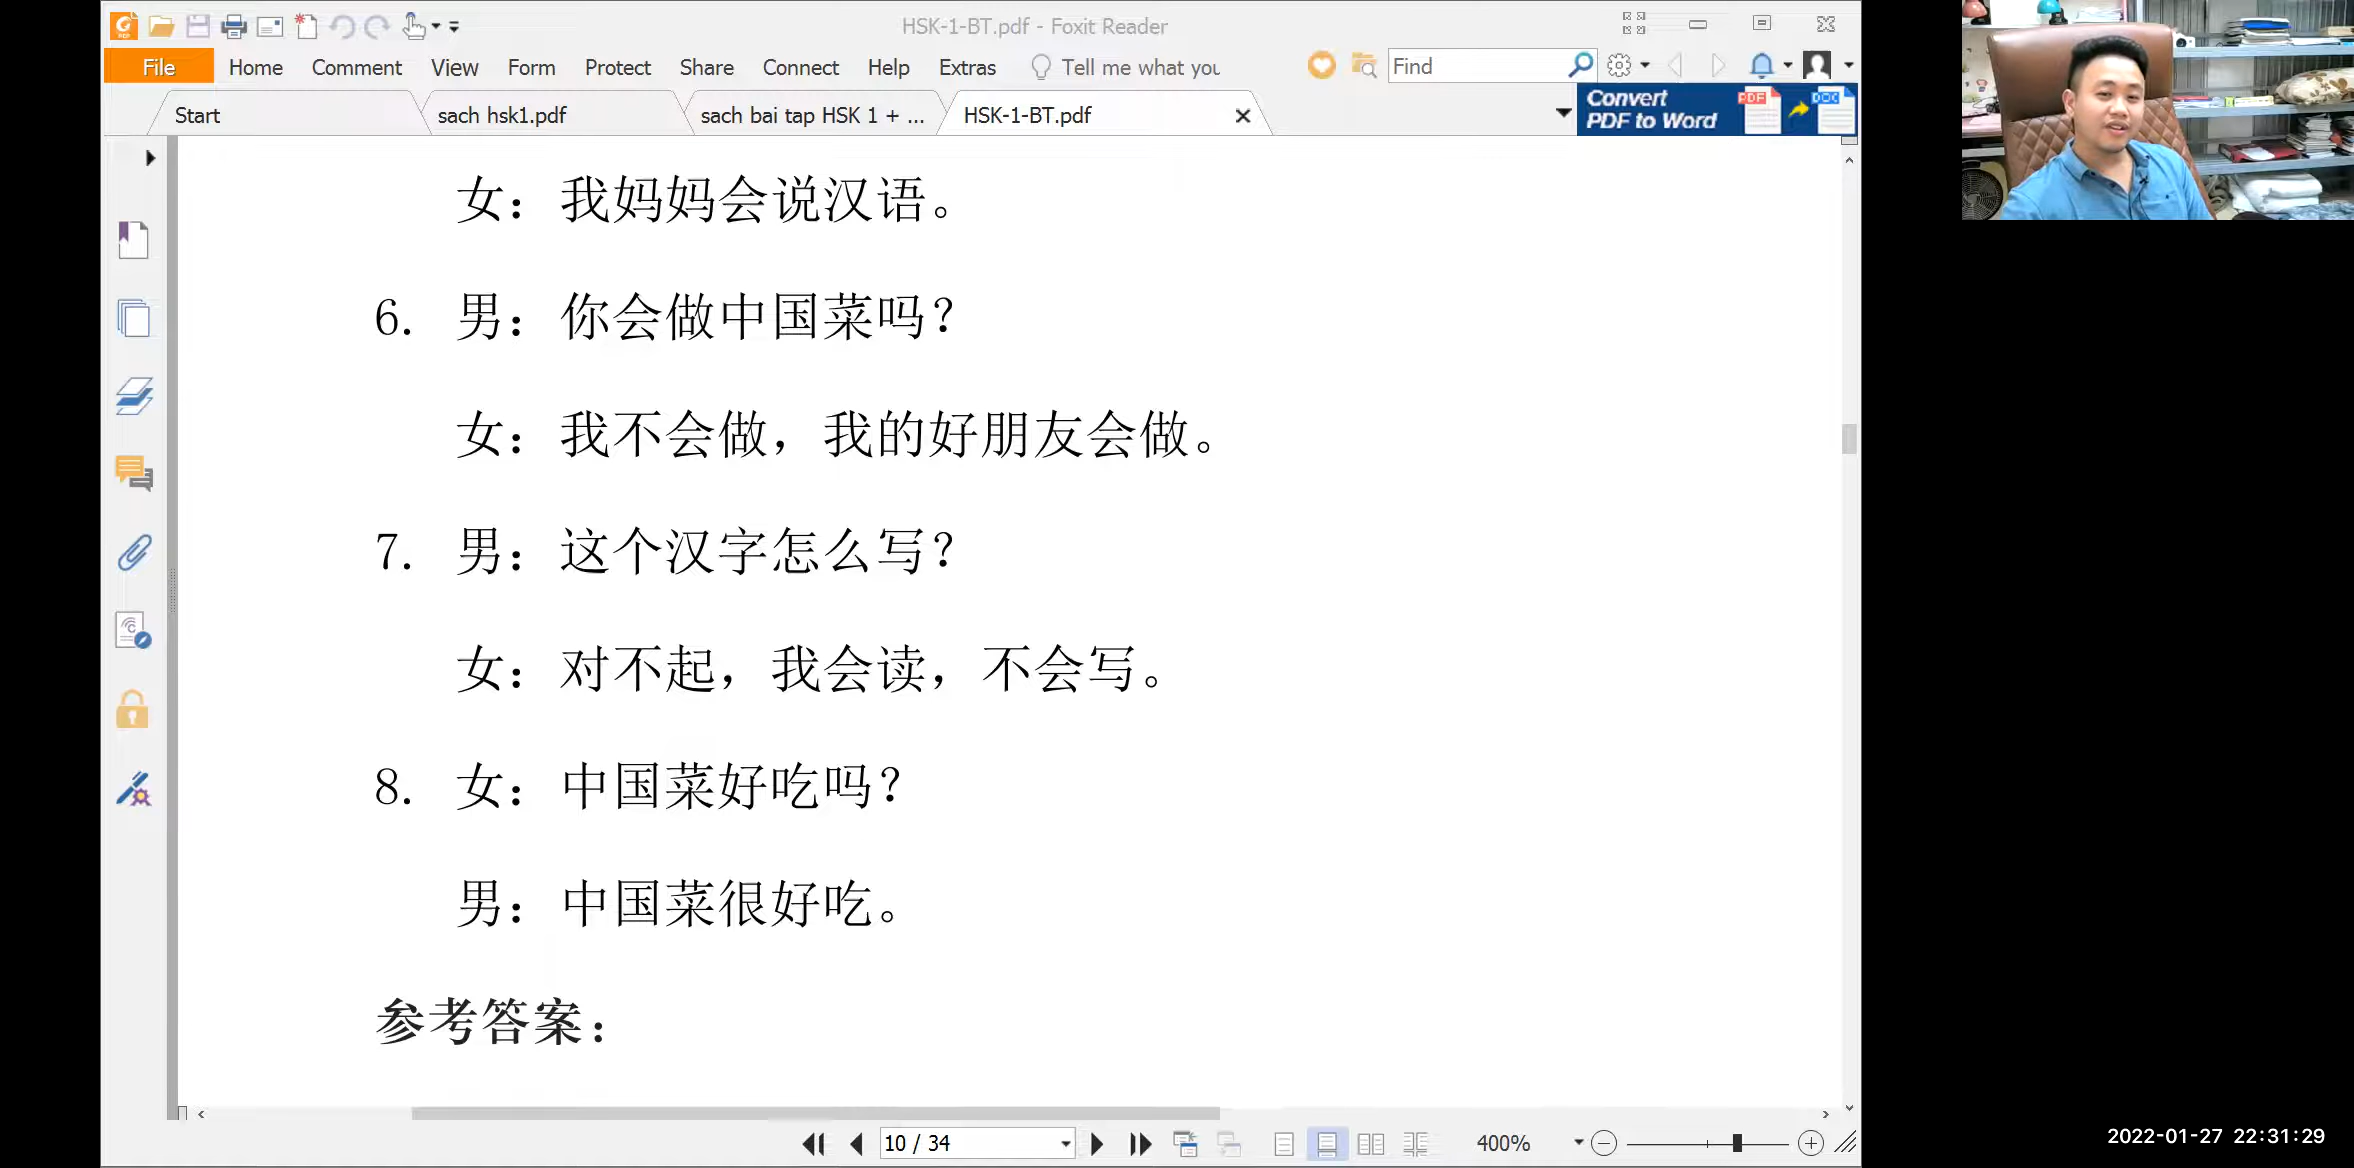 HSK-1-BT.pdf - Foxit Reader
File Home Comment View Form Protect Share Connect Help Extras Tell me what you Find
Start sach hsk1.pdf sach bai tap HSK 1 + ... HSK-1-BT.pdf
Convert
PDF to Word
PDF DOC
女：我妈妈会说汉语。
6. 男：你会做中国菜吗？
女：我不会做，我的好朋友会做。
7. 男：这个汉字怎么写？
女：对不起，我会读，不会写。
8. 女：中国菜好吃吗？
男：中国菜很好吃。
参考答案：
10 / 34 400%
2022-01-27 22:31:29